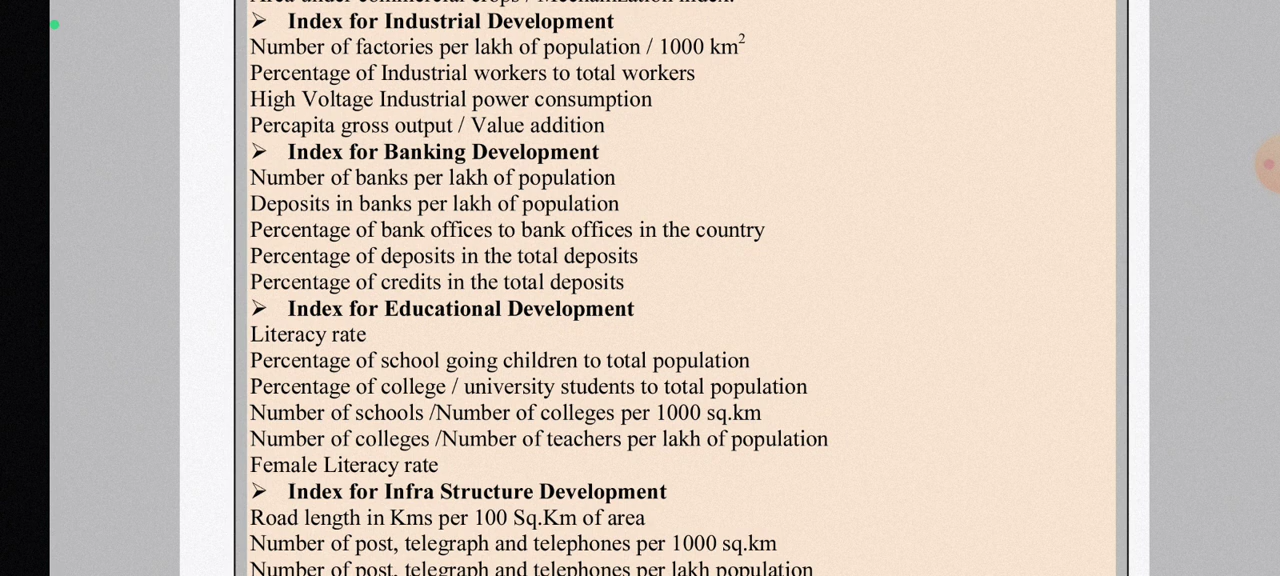 Area under commercial crops / Mechanization index.
➢ Index for Industrial Development
Number of factories per lakh of population / 1000 km²
Percentage of Industrial workers to total workers
High Voltage Industrial power consumption
Percapita gross output / Value addition
➢ Index for Banking Development
Number of banks per lakh of population
Deposits in banks per lakh of population
Percentage of bank offices to bank offices in the country
Percentage of deposits in the total deposits
Percentage of credits in the total deposits
➢ Index for Educational Development
Literacy rate
Percentage of school going children to total population
Percentage of college / university students to total population
Number of schools /Number of colleges per 1000 sq.km
Number of colleges /Number of teachers per lakh of population
Female Literacy rate
➢ Index for Infra Structure Development
Road length in Kms per 100 Sq.Km of area
Number of post, telegraph and telephones per 1000 sq.km
Number of post, telegraph and telephones per lakh population